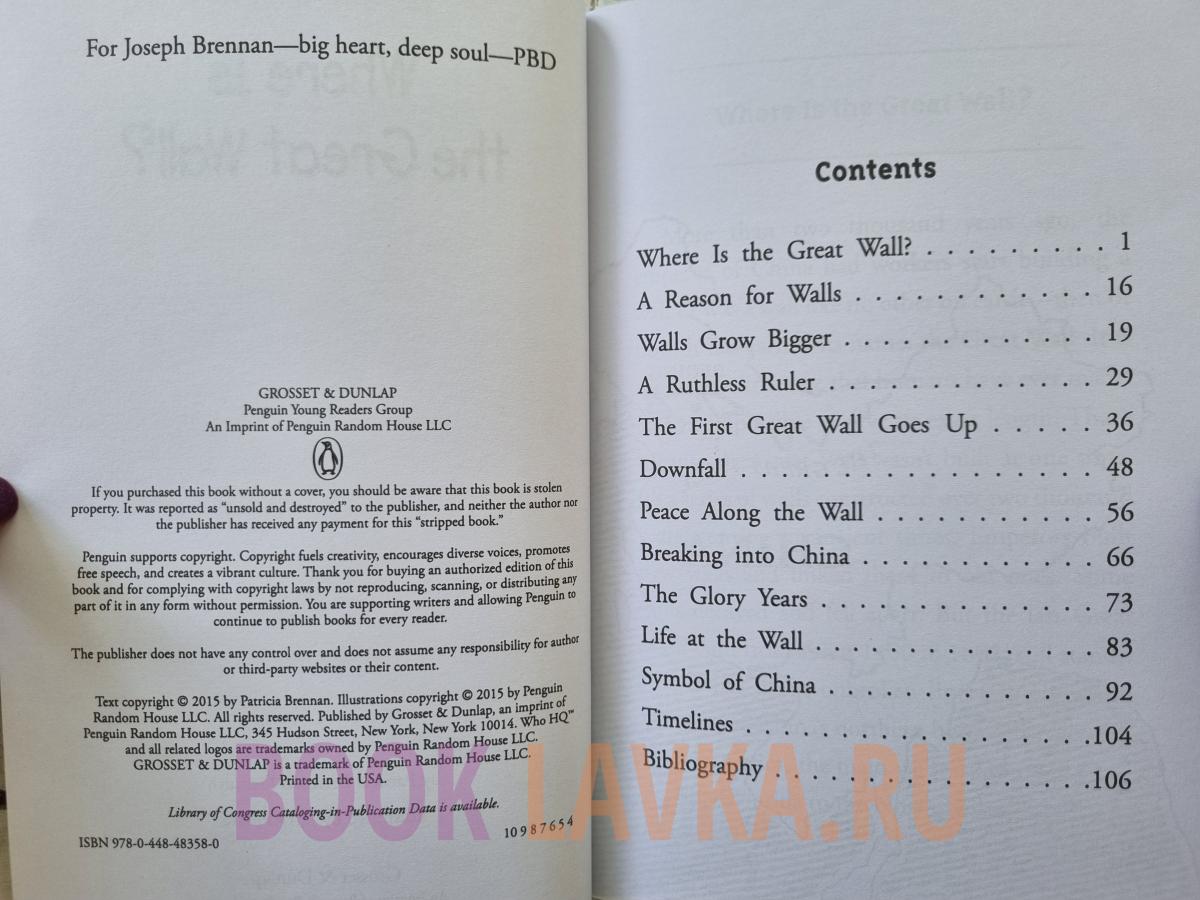 For Joseph Brennan—big heart, deep soul—PBD
GROSSET & DUNLAP
Penguin Young Readers Group
An Imprint of Penguin Random House LLC
If you purchased this book without a cover, you should be aware that this book is stolen
property. It was reported as “unsold and destroyed” to the publisher, and neither the author nor
the publisher has received any payment for this “stripped book.”
Penguin supports copyright. Copyright fuels creativity, encourages diverse voices, promotes
free speech, and creates a vibrant culture. Thank you for buying an authorized edition of this
book and for complying with copyright laws by not reproducing, scanning, or distributing any
part of it in any form without permission. You are supporting writers and allowing Penguin to
continue to publish books for every reader.
The publisher does not have any control over and does not assume any responsibility for author
or third-party websites or their content.
Text copyright © 2015 by Patricia Brennan. Illustrations copyright © 2015 by Penguin
Random House LLC. All rights reserved. Published by Grosset & Dunlap, an imprint of
Penguin Random House LLC, 345 Hudson Street, New York, New York 10014. Who HQ™
and all related logos are trademarks owned by Penguin Random House LLC.
GROSSET & DUNLAP is a trademark of Penguin Random House LLC.
Printed in the USA.
Library of Congress Cataloging-in-Publication Data is available.
ISBN 978-0-448-48358-0 10 9 8 7 6 5 4
Contents
Where Is the Great Wall? . . . . . . . . . 1
A Reason for Walls . . . . . . . . . . . . 16
Walls Grow Bigger . . . . . . . . . . . . . 19
A Ruthless Ruler . . . . . . . . . . . . . 29
The First Great Wall Goes Up . . . . . 36
Downfall . . . . . . . . . . . . . . . . . 48
Peace Along the Wall . . . . . . . . . . . 56
Breaking into China . . . . . . . . . . . . 66
The Glory Years . . . . . . . . . . . . . . 73
Life at the Wall . . . . . . . . . . . . . . 83
Symbol of China . . . . . . . . . . . . . . 92
Timelines . . . . . . . . . . . . . . . . . .104
Bibliography . . . . . . . . . . . . . . . .106
BOOK LAVKA.RU